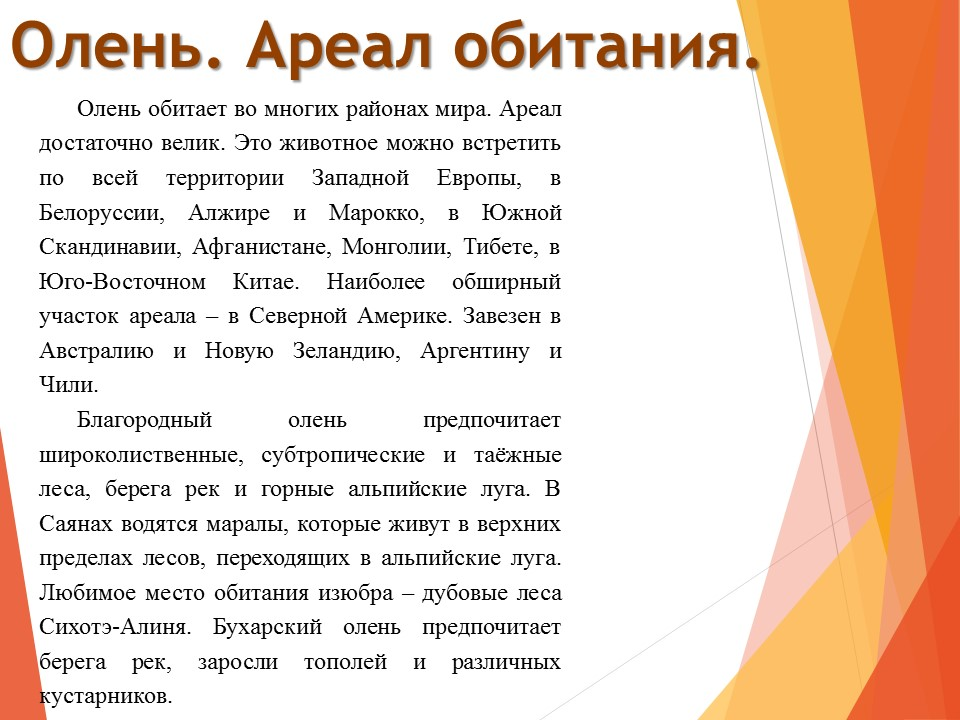 Олень. Ареал обитания.
Олень обитает во многих районах мира. Ареал
достаточно велик. Это животное можно встретить
по всей территории Западной Европы, в
Белоруссии, Алжире и Марокко, в Южной
Скандинавии, Афганистане, Монголии, Тибете, в
Юго-Восточном Китае. Наиболее обширный
участок ареала – в Северной Америке. Завезен в
Австралию и Новую Зеландию, Аргентину и
Чили.
Благородный олень предпочитает
широколиственные, субтропические и таёжные
леса, берега рек и горные альпийские луга. В
Саянах водятся маралы, которые живут в верхних
пределах лесов, переходящих в альпийские луга.
Любимое место обитания изюбра – дубовые леса
Сихотэ-Алиня. Бухарский олень предпочитает
берега рек, заросли тополей и различных
кустарников.